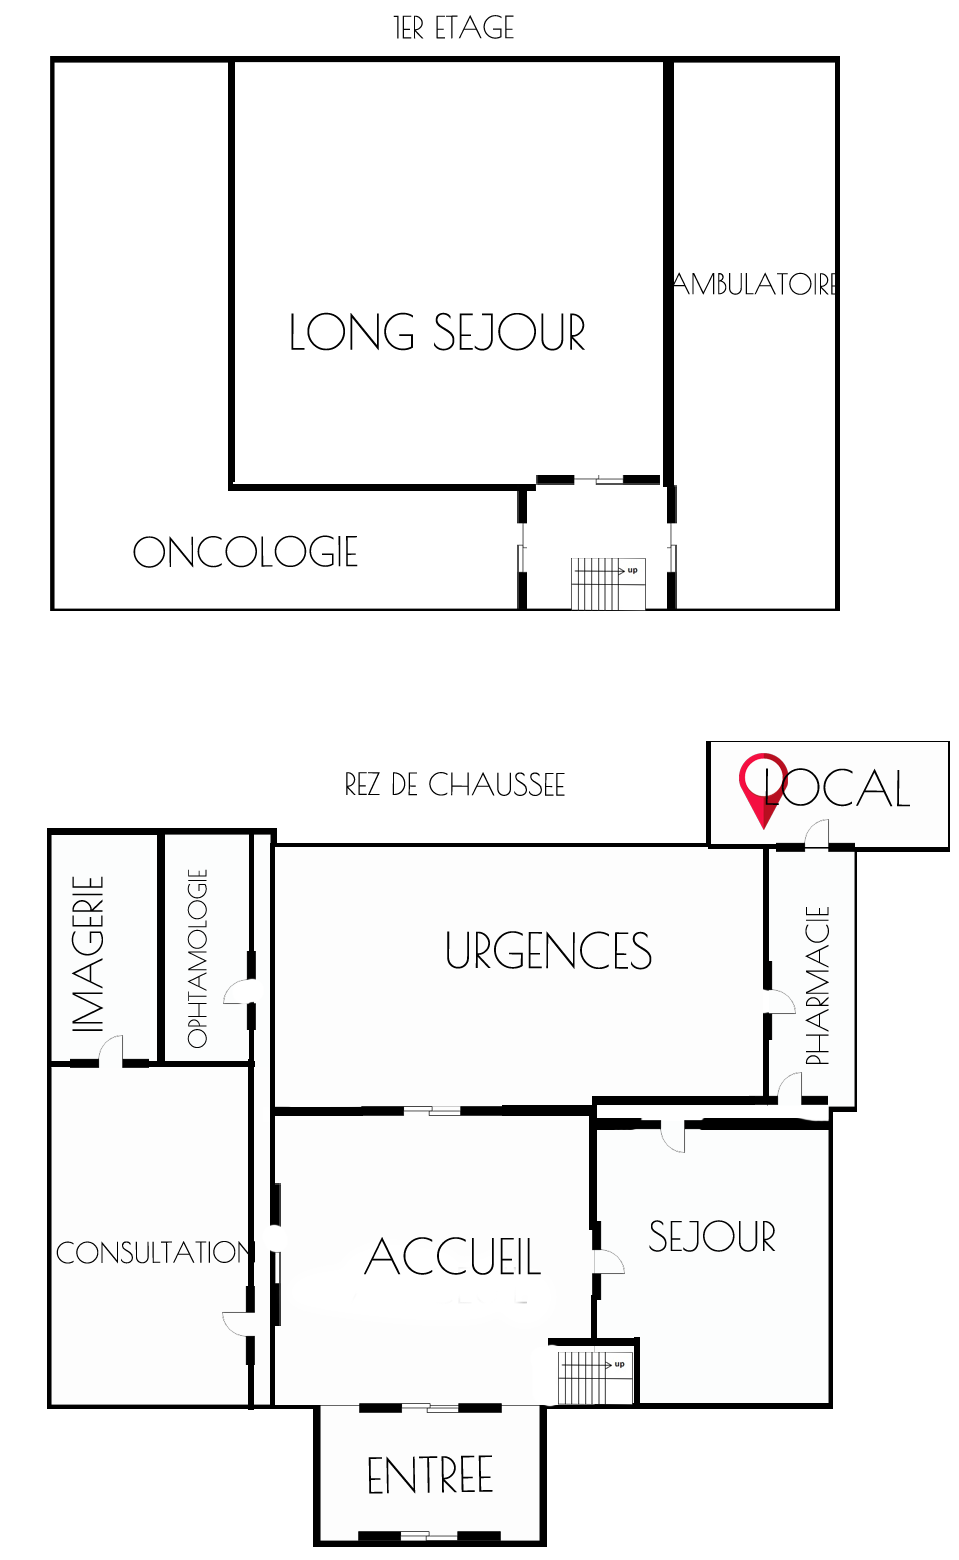 1ER ETAGE
AMBULATOIRE
LONG SEJOUR
ONCOLOGIE
up
REZ DE CHAUSSEE
LOCAL
IMAGERIE
OPHTAMOLOGIE
URGENCES
PHARMACIE
CONSULTATION
ACCUEIL
SEJOUR
up
ENTREE